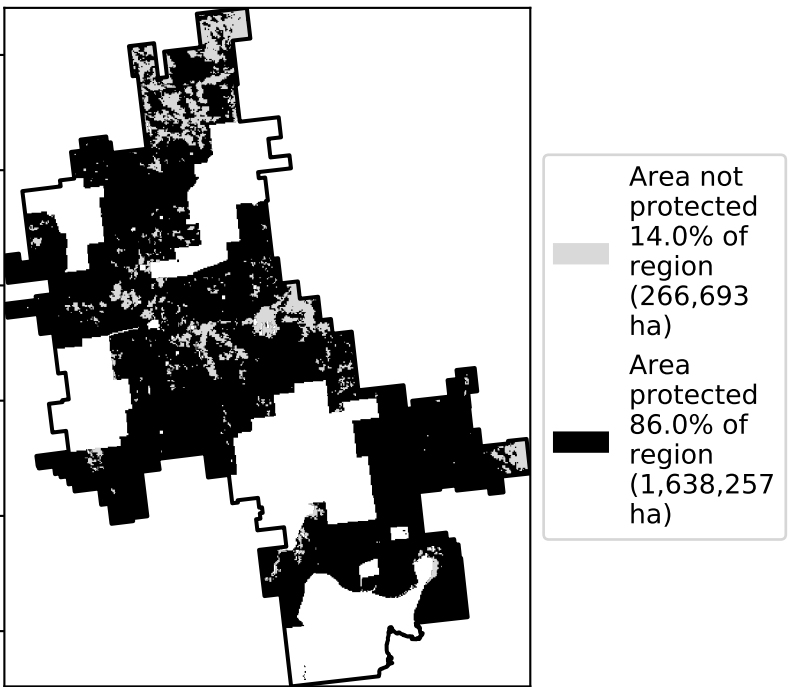 Area not
protected
14.0% of
region
(266,693
ha)
Area
protected
86.0% of
region
(1,638,257
ha)